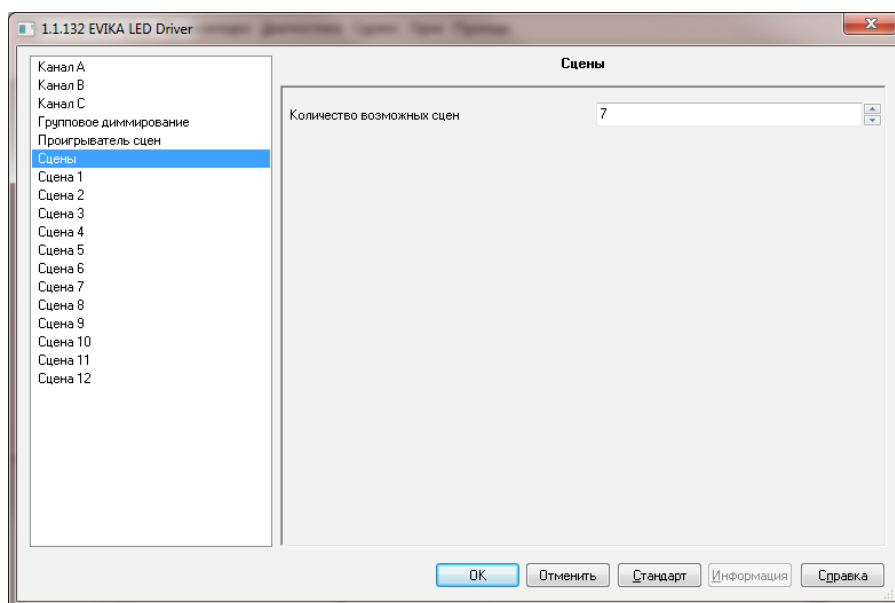 1.1.132 EVIKA LED Driver
Канал A
Канал B
Канал C
Групповое диммирование
Проигрыватель сцен
Сцены
Сцена 1
Сцена 2
Сцена 3
Сцена 4
Сцена 5
Сцена 6
Сцена 7
Сцена 8
Сцена 9
Сцена 10
Сцена 11
Сцена 12
Сцены
Количество возможных сцен 7
OK Отменить Стандарт Информация Справка